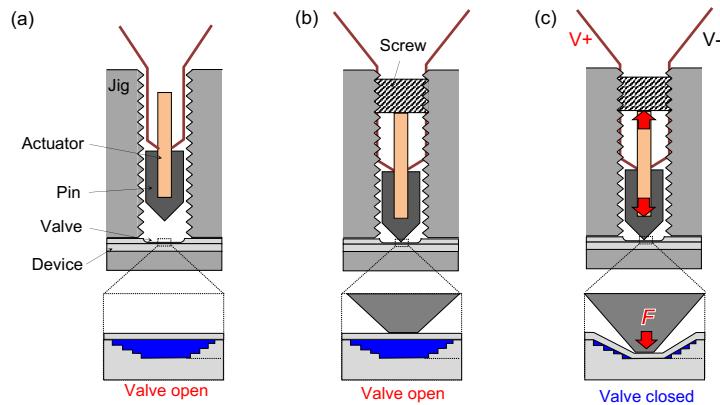 (a)
(b)
(c)
Screw
V+
V-
Jig
Actuator
Pin
Valve
Device
F
Valve open
Valve open
Valve closed